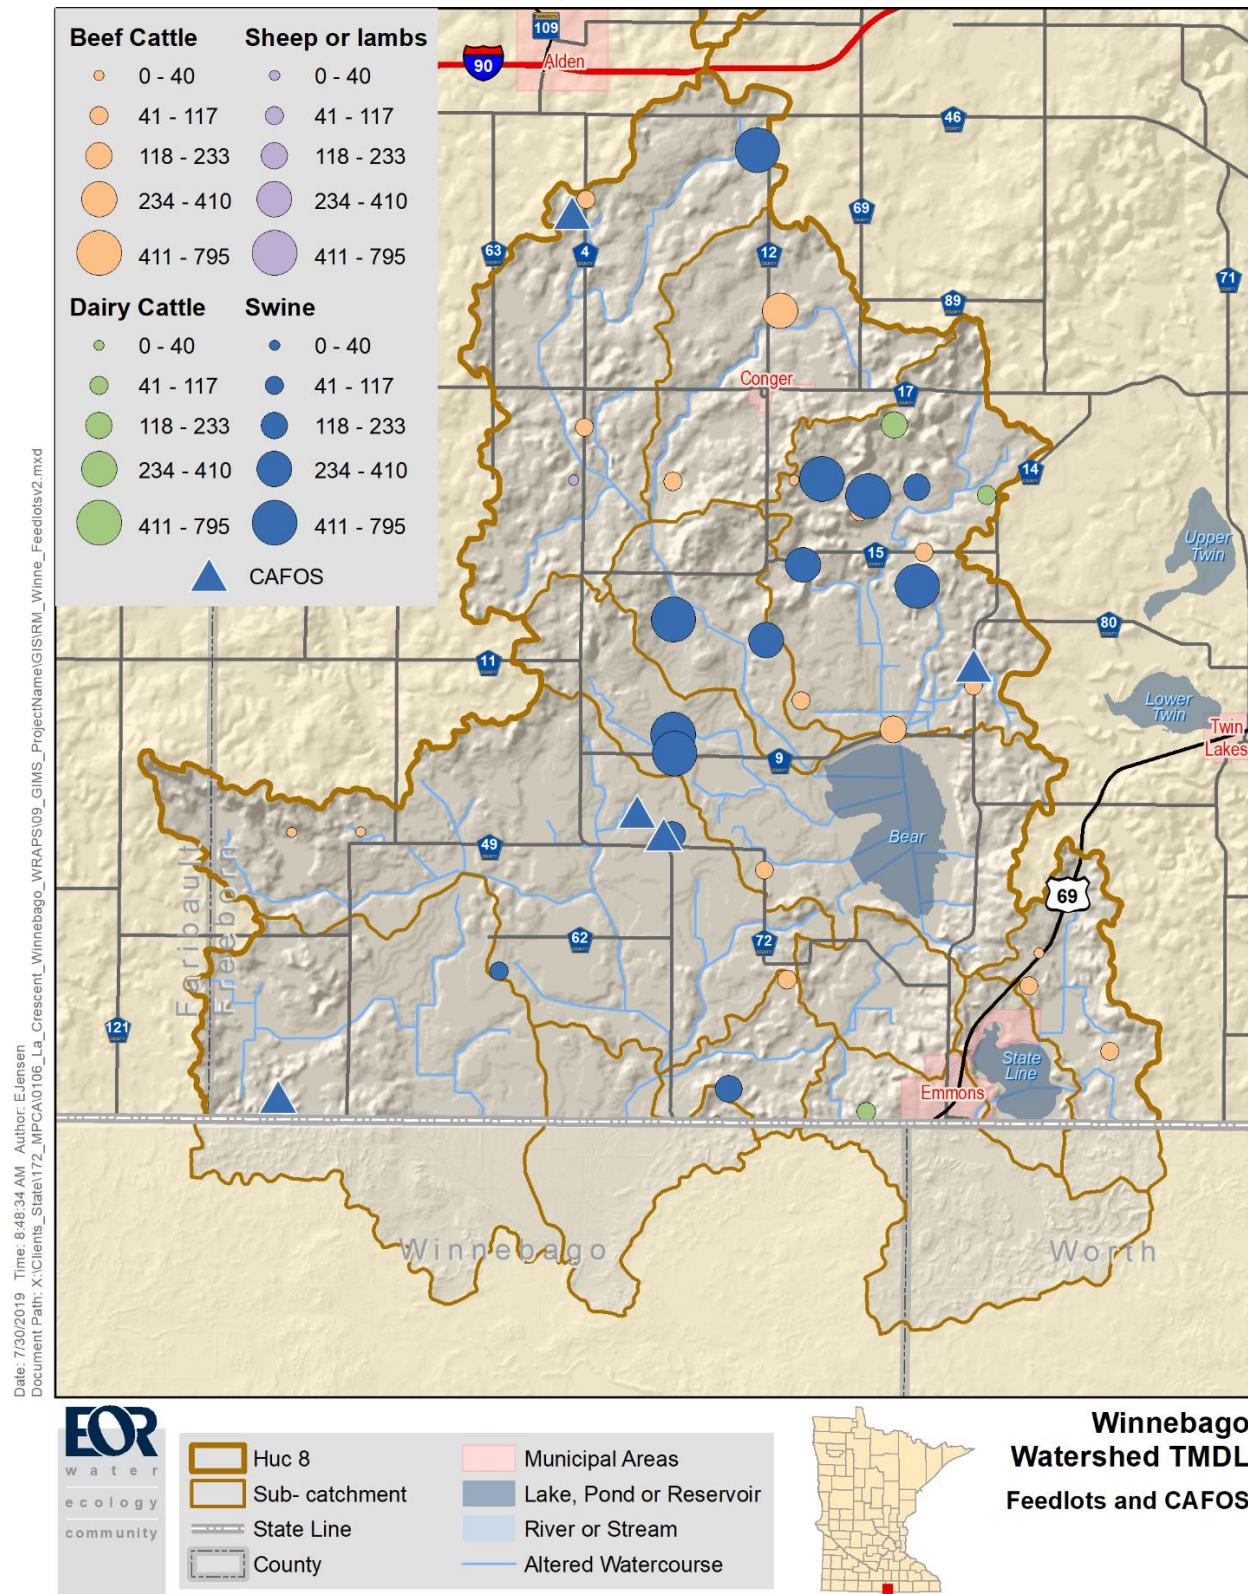 Beef Cattle
0 - 40
41 - 117
118 - 233
234 - 410
411 - 795
Sheep or lambs
0 - 40
41 - 117
118 - 233
234 - 410
411 - 795
Dairy Cattle
0 - 40
41 - 117
118 - 233
234 - 410
411 - 795
Swine
0 - 40
41 - 117
118 - 233
234 - 410
411 - 795
CAFOS
109
Alden
90
46
69
63
4
12
71
89
Conger
17
14
15
Upper
Twin
80
11
Lower
Twin
Twin
Lakes
9
Bear
49
69
Faribault
Freeborn
62
72
121
State
Line
Emmons
Winnebago
Worth
Date: 7/30/2019 Time: 8:48:34 AM Author: EJensen
Document Path: X:\Clients_State\172_MPCA\0106_La_Crescent_Winnebago_WRAPS\09_GIMS_ProjectName\GIS\RM_Winne_Feedlotsv2.mxd
EOR
water
ecology
community
Huc 8
Sub- catchment
State Line
County
Municipal Areas
Lake, Pond or Reservoir
River or Stream
Altered Watercourse
Winnebago
Watershed TMDL
Feedlots and CAFOS